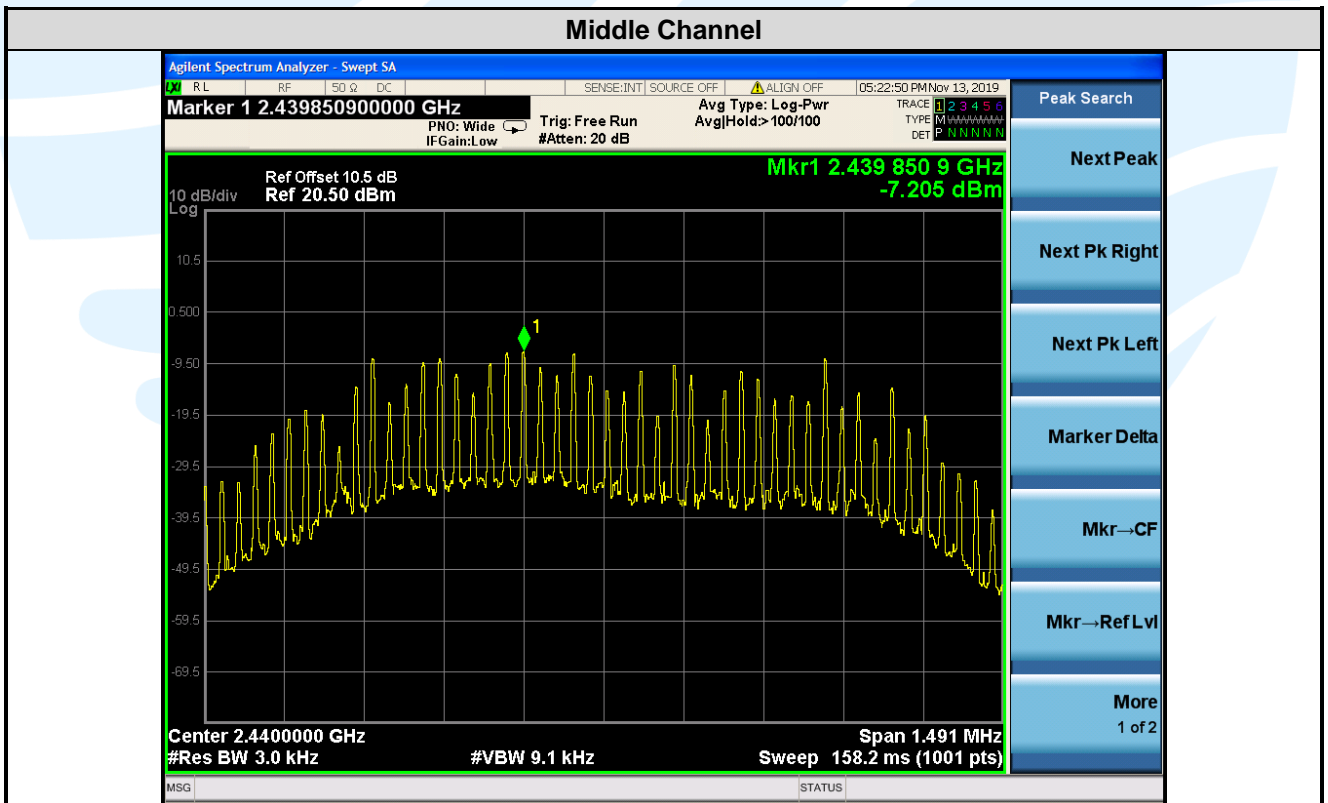 Middle Channel
Agilent Spectrum Analyzer - Swept SA
LXI RL RF 50 Ω DC SENSE:INT SOURCE OFF ALIGN OFF 05:22:50 PM Nov 13, 2019
Marker 1 2.439850900000 GHz
PNO: Wide
IFGain:Low
Trig: Free Run
#Atten: 20 dB
Avg Type: Log-Pwr
Avg|Hold:>100/100
TRACE 1 2 3 4 5 6
TYPE M
DET P N N N N N
Peak Search
Next Peak
Next Pk Right
Next Pk Left
Marker Delta
Mkr→CF
Mkr→Ref Lvl
More
1 of 2
Mkr1 2.439 850 9 GHz
-7.205 dBm
Ref Offset 10.5 dB
10 dB/div Ref 20.50 dBm
Log
10.5
0.500
-9.50
-19.5
-29.5
-39.5
-49.5
-59.5
-69.5
1
Center 2.4400000 GHz Span 1.491 MHz
#Res BW 3.0 kHz #VBW 9.1 kHz Sweep 158.2 ms (1001 pts)
MSG STATUS